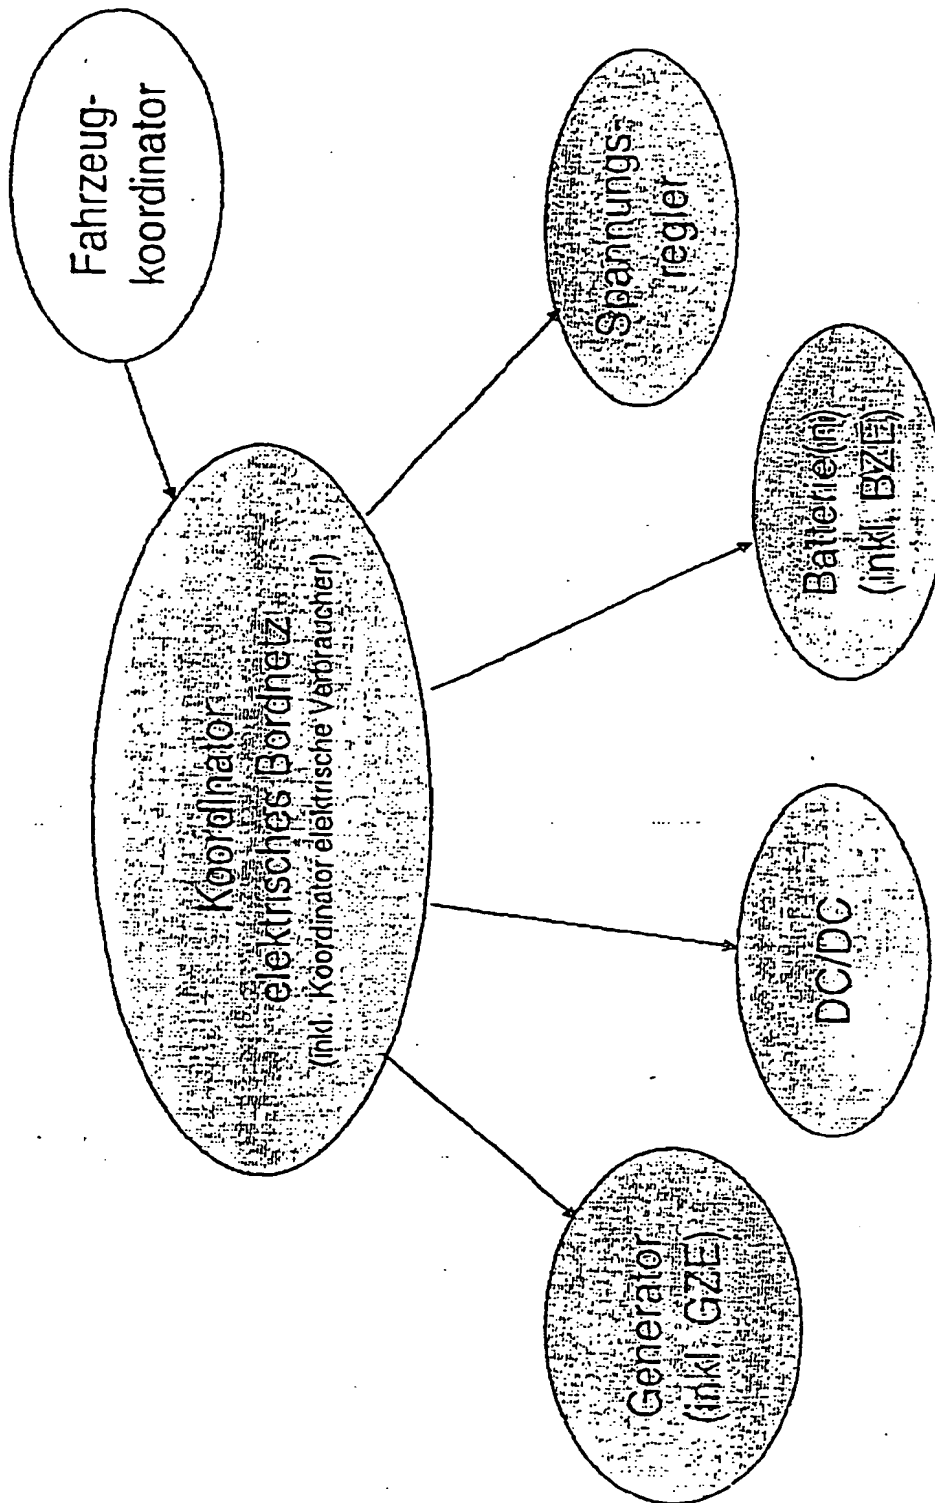 Fahrzeug-
koordinator
Koordinator
elektrisches Bordnetz
(inkl. Koordinator elektrische Verbraucher)
Generator
(inkl. GZE)
DC/DC
Batterie(n)
(inkl. BZE)
Spannungs-
regler